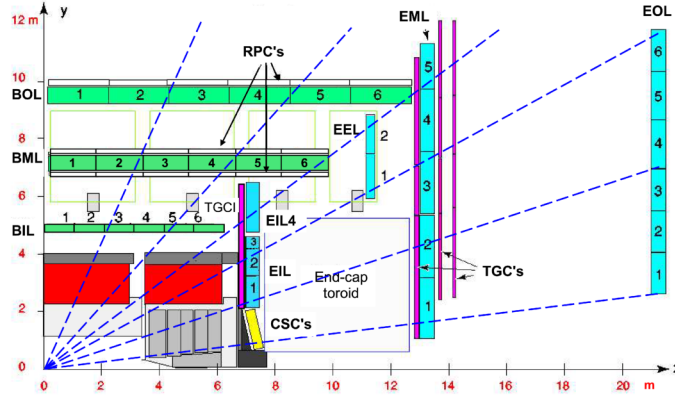 y
12 m
EML
EOL
RPC's
10
BOL
1 2 3 4 5 6
8
EEL
2
1
BML
1 2 3 4 5 6
6
TGCI
EIL4
BIL
1 2 3 4 5 6
4
3
2
1
EIL
End-cap
toroid
CSC's
2
0
5
4
3
2
1
TGC's
6
5
4
3
2
1
0 2 4 6 8 10 12 14 16 18 20 m
z